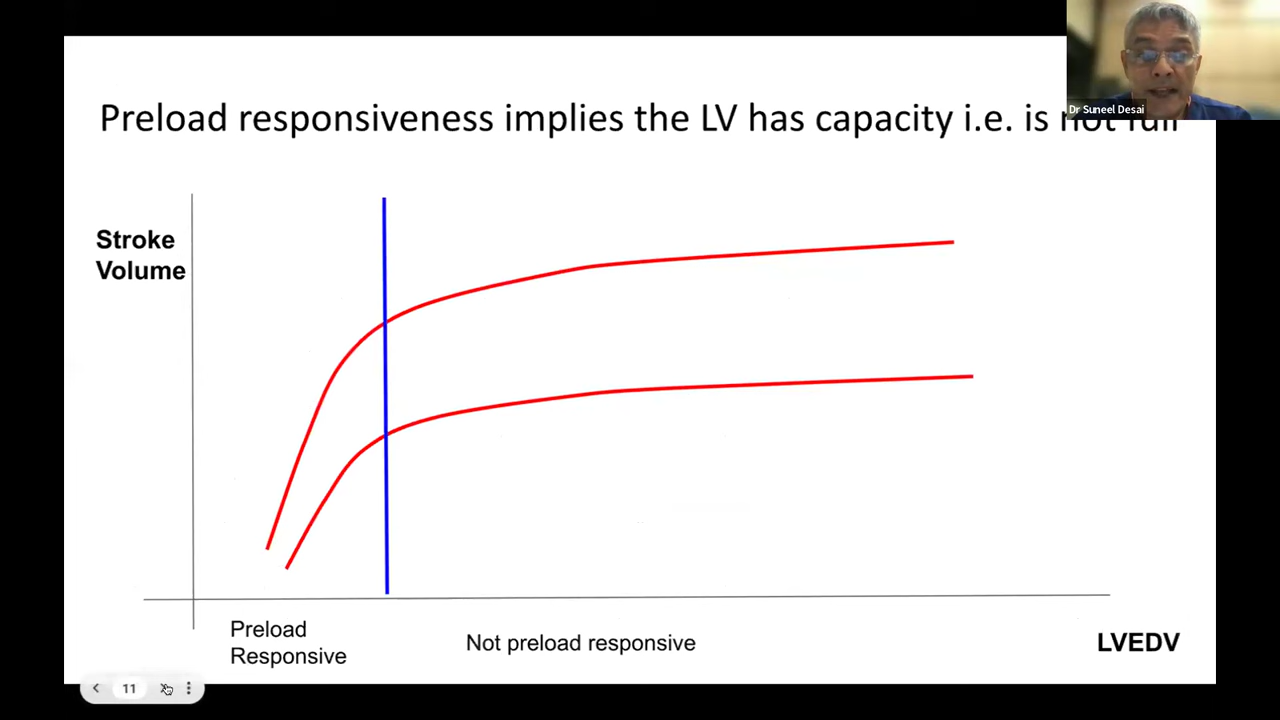 Dr Suneel Desai
Preload responsiveness implies the LV has capacity i.e. is not full
Stroke
Volume
Preload
Responsive
Not preload responsive
LVEDV
11